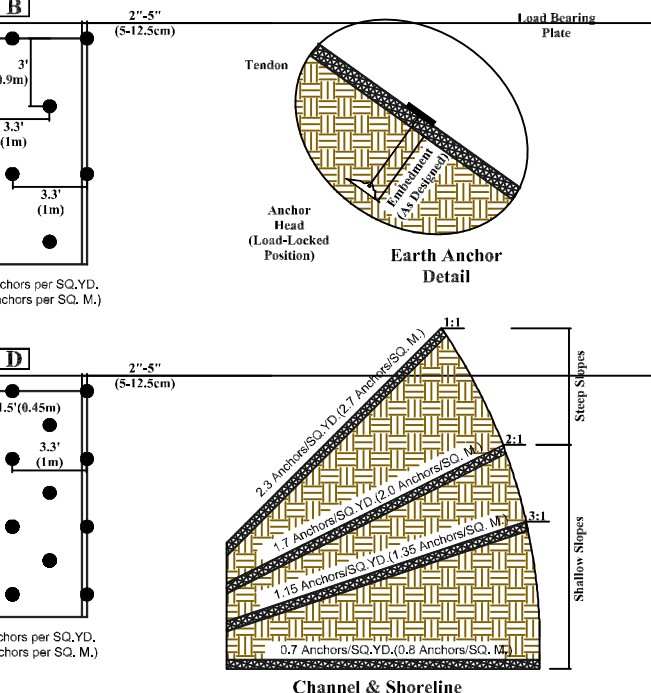 B
2"-5"
(5-12.5cm)
3'
0.9m)
3.3'
(1m)
3.3'
(1m)
chors per SQ.YD.
chors per SQ. M.)
Load Bearing
Plate
Tendon
Embedment
(As Designed)
Anchor
Head
(Load-Locked
Position)
Earth Anchor
Detail
D
2"-5"
(5-12.5cm)
1.5'(0.45m)
3.3'
(1m)
chors per SQ.YD.
chors per SQ. M.)
1:1
2.3 Anchors/SQ.YD.(2.7 Anchors/SQ. M.)
Steep Slopes
2:1
1.7 Anchors/SQ.YD.(2.0 Anchors/SQ. M.)
3:1
1.15 Anchors/SQ.YD.(1.35 Anchors/SQ. M.)
Shallow Slopes
0.7 Anchors/SQ.YD.(0.8 Anchors/SQ. M.)
Channel & Shoreline